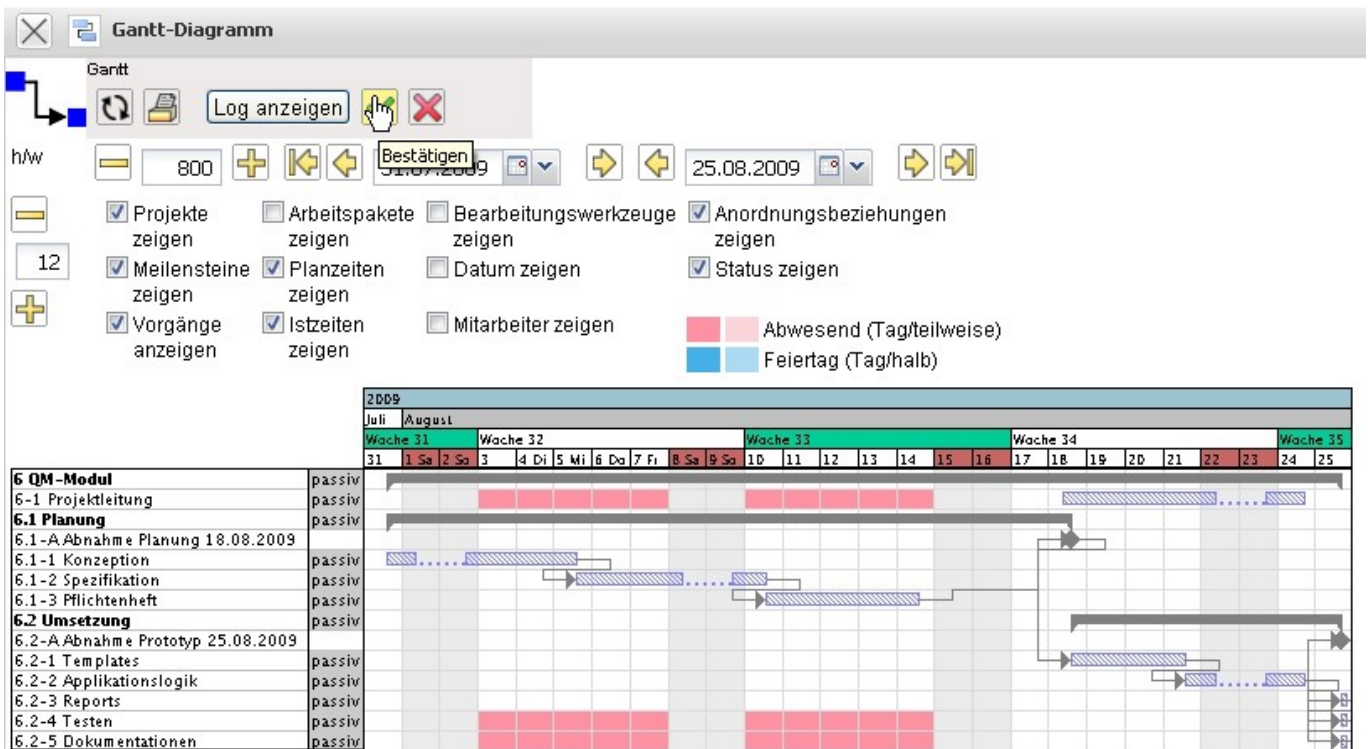 Gantt-Diagramm
Gantt
Log anzeigen
Bestätigen
h/w
800
31.07.2009
25.08.2009
12
Projekte zeigen
Arbeitspakete zeigen
Bearbeitungswerkzeuge zeigen
Anordnungsbeziehungen zeigen
Meilensteine zeigen
Planzeiten zeigen
Datum zeigen
Status zeigen
Vorgänge anzeigen
Istzeiten zeigen
Mitarbeiter zeigen
Abwesend (Tag/teilweise)
Feiertag (Tag/halb)
2009
Juli August
Woche 31 Woche 32 Woche 33 Woche 34 Woche 35
31 1 Sa 2 So 3 4 Di 5 Mi 6 Do 7 Fr 8 Sa 9 So 10 11 12 13 14 15 16 17 18 19 20 21 22 23 24 25
6 QM-Modul passiv
6-1 Projektleitung passiv
6.1 Planung passiv
6.1-A Abnahme Planung 18.08.2009
6.1-1 Konzeption passiv
6.1-2 Spezifikation passiv
6.1-3 Pflichtenheft passiv
6.2 Umsetzung passiv
6.2-A Abnahme Prototyp 25.08.2009
6.2-1 Templates passiv
6.2-2 Applikationslogik passiv
6.2-3 Reports passiv
6.2-4 Testen passiv
6.2-5 Dokumentationen passiv